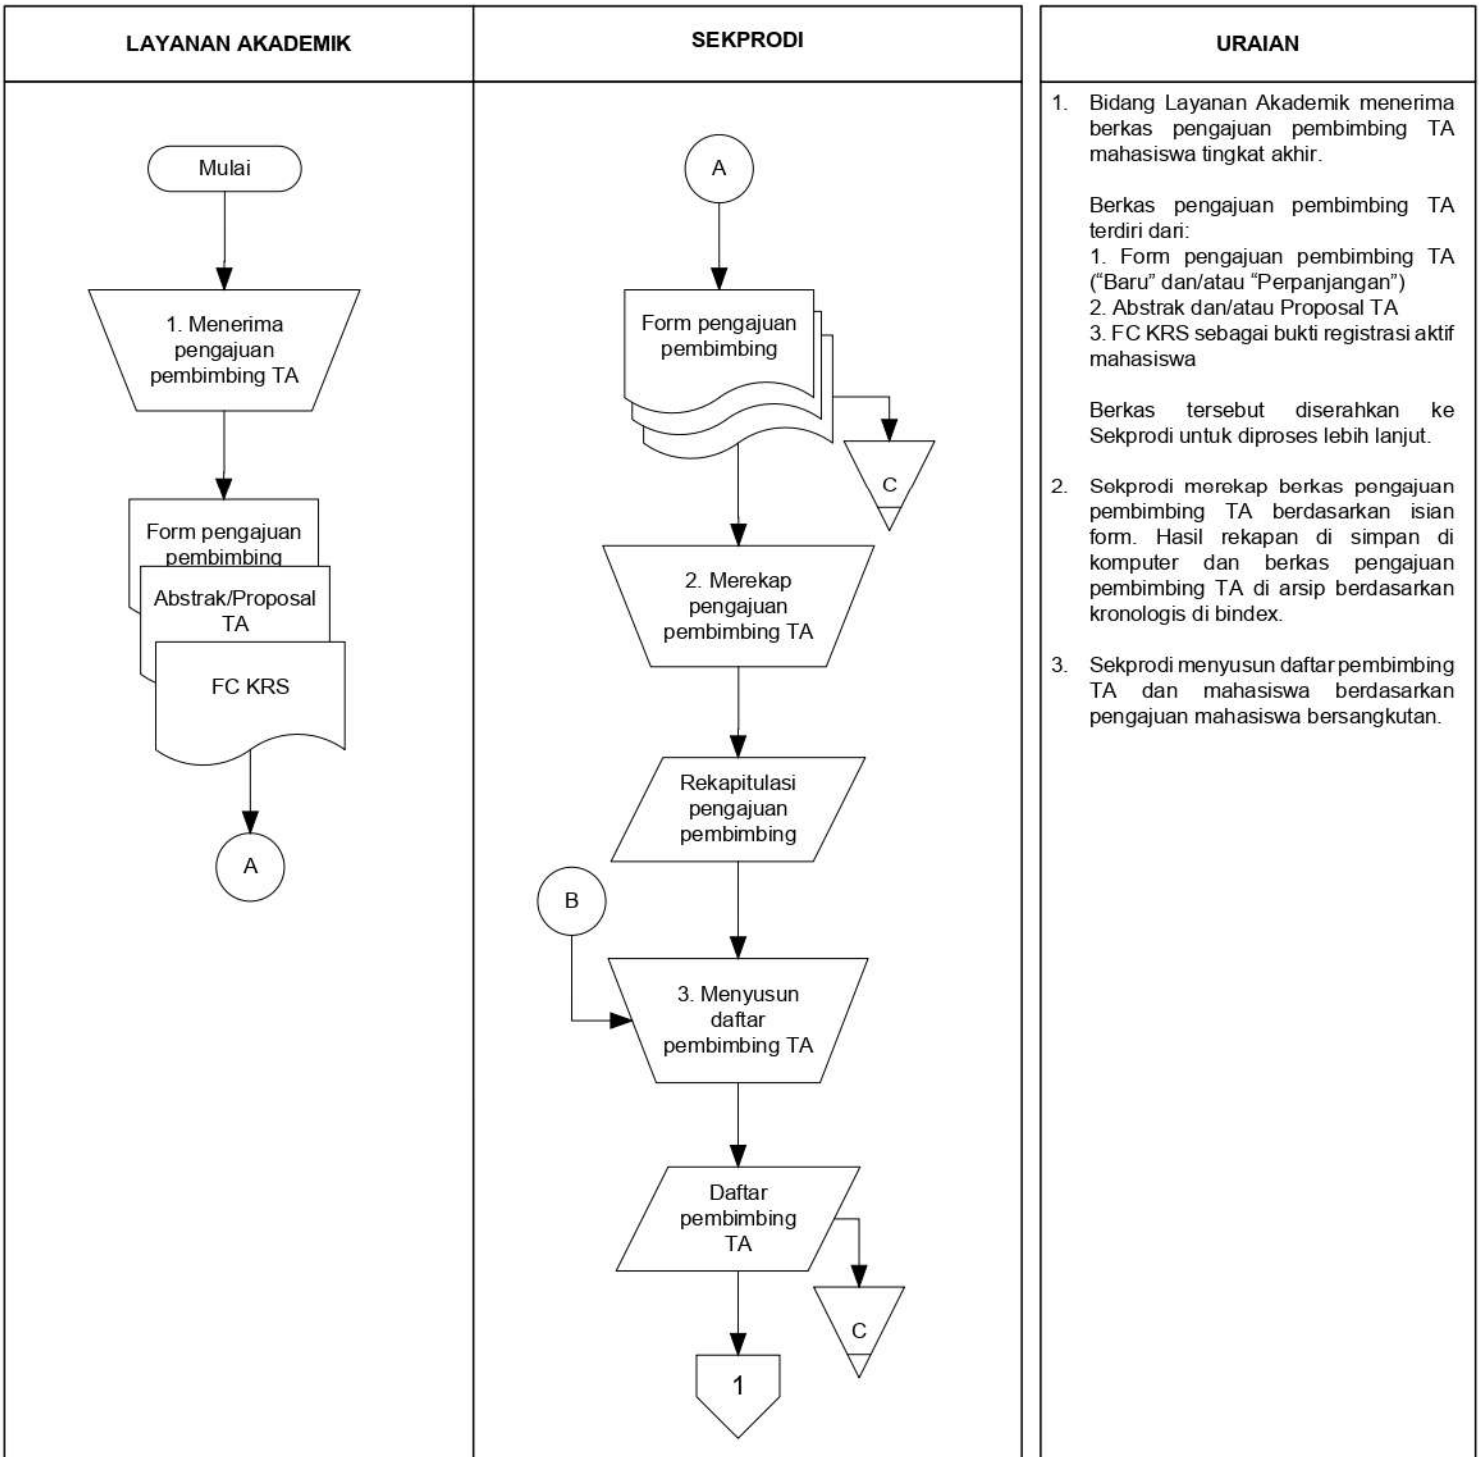 LAYANAN AKADEMIK
SEKPRODI
URAIAN
Mulai
1. Menerima
pengajuan
pembimbing TA
Form pengajuan
pembimbing
Abstrak/Proposal
TA
FC KRS
A
A
Form pengajuan
pembimbing
C
2. Merekap
pengajuan
pembimbing TA
Rekapitulasi
pengajuan
pembimbing
B
3. Menyusun
daftar
pembimbing TA
Daftar
pembimbing
TA
C
1
1. Bidang Layanan Akademik menerima
berkas pengajuan pembimbing TA
mahasiswa tingkat akhir.
Berkas pengajuan pembimbing TA
terdiri dari:
1. Form pengajuan pembimbing TA
(“Baru” dan/atau “Perpanjangan”)
2. Abstrak dan/atau Proposal TA
3. FC KRS sebagai bukti registrasi aktif
mahasiswa
Berkas tersebut diserahkan ke
Sekprodi untuk diproses lebih lanjut.
2. Sekprodi merekap berkas pengajuan
pembimbing TA berdasarkan isian
form. Hasil rekapan di simpan di
komputer dan berkas pengajuan
pembimbing TA di arsip berdasarkan
kronologis di bindex.
3. Sekprodi menyusun daftar pembimbing
TA dan mahasiswa berdasarkan
pengajuan mahasiswa bersangkutan.